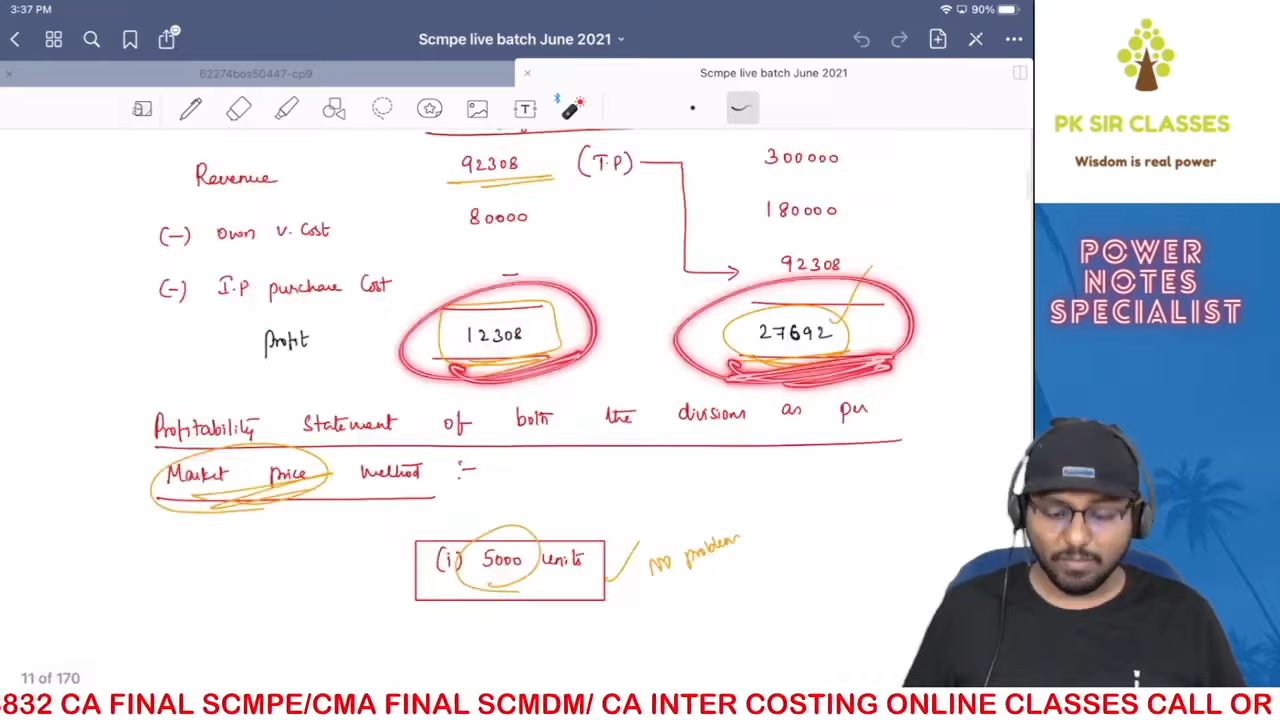 3:37 PM
90%
Scmpe live batch June 2021
62274bos50447-cp9
Scmpe live batch June 2021
PK SIR CLASSES
Wisdom is real power
Revenue 92308 (T.P) 300000
(-) own v. Cost 80000 180000
(-) I.P purchase Cost - 92308
Profit 12308 27692
Profitability Statement of both the divisions as per
Market price method :-
(i) 5000 units No problem
POWER
NOTES
SPECIALIST
11 of 170
832 CA FINAL SCMPE/CMA FINAL SCMDM/ CA INTER COSTING ONLINE CLASSES CALL OR